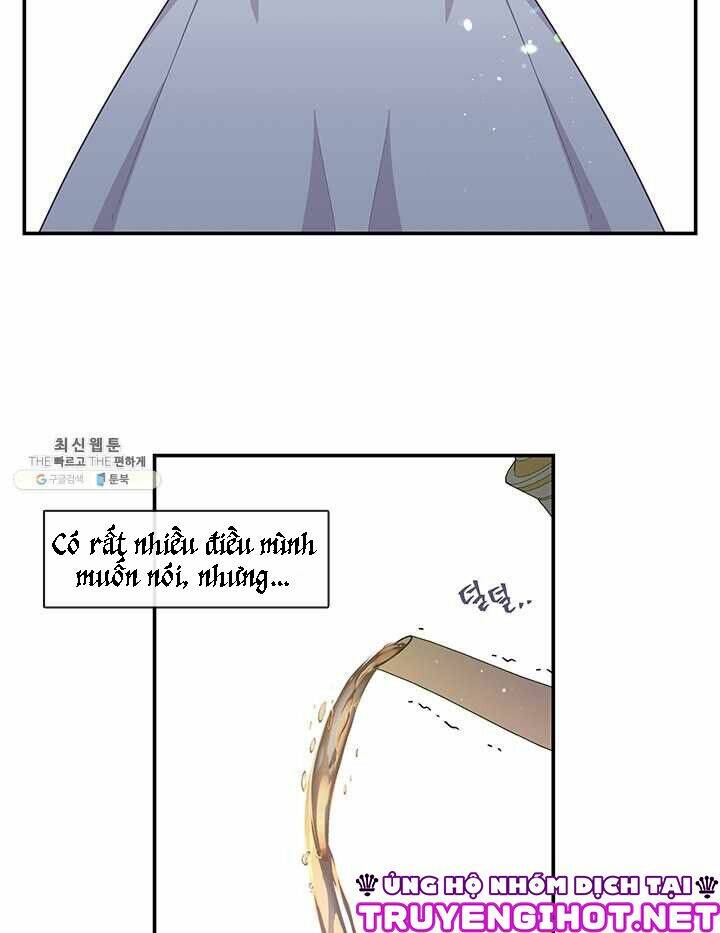 최신웹툰
THE 빠르고 THE 편하게
구글검색 툰북
Có rất nhiều điều mình
muốn nói, nhưng...
덜덜..
ỦNG HỘ NHÓM DỊCH TẠI
TRUYENGIHOT.NET